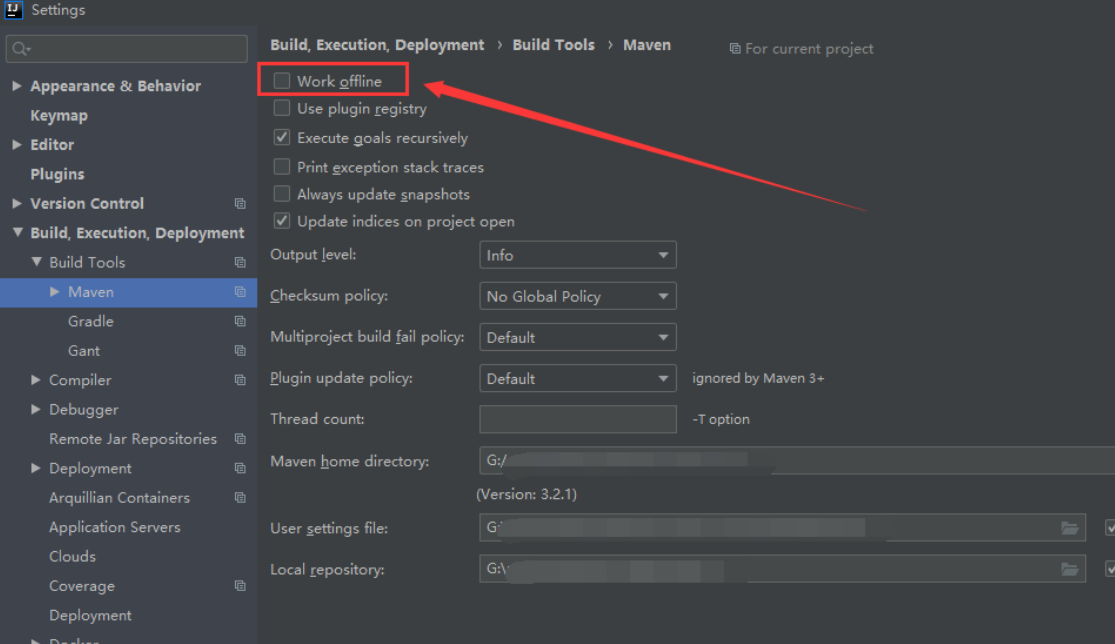 Settings
Build, Execution, Deployment › Build Tools › Maven For current project
Work offline
Appearance & Behavior
Use plugin registry
Keymap
Execute goals recursively
Editor
Print exception stack traces
Plugins
Always update snapshots
Version Control
Update indices on project open
Build, Execution, Deployment
Output level: Info
Build Tools
Maven
Checksum policy: No Global Policy
Gradle
Multiproject build fail policy: Default
Gant
Compiler
Plugin update policy: Default ignored by Maven 3+
Debugger
Thread count: -T option
Remote Jar Repositories
Maven home directory: G:/
Deployment
(Version: 3.2.1)
Arquillian Containers
Application Servers
User settings file: G:
Clouds
Local repository: G:\
Coverage
Deployment
Docker